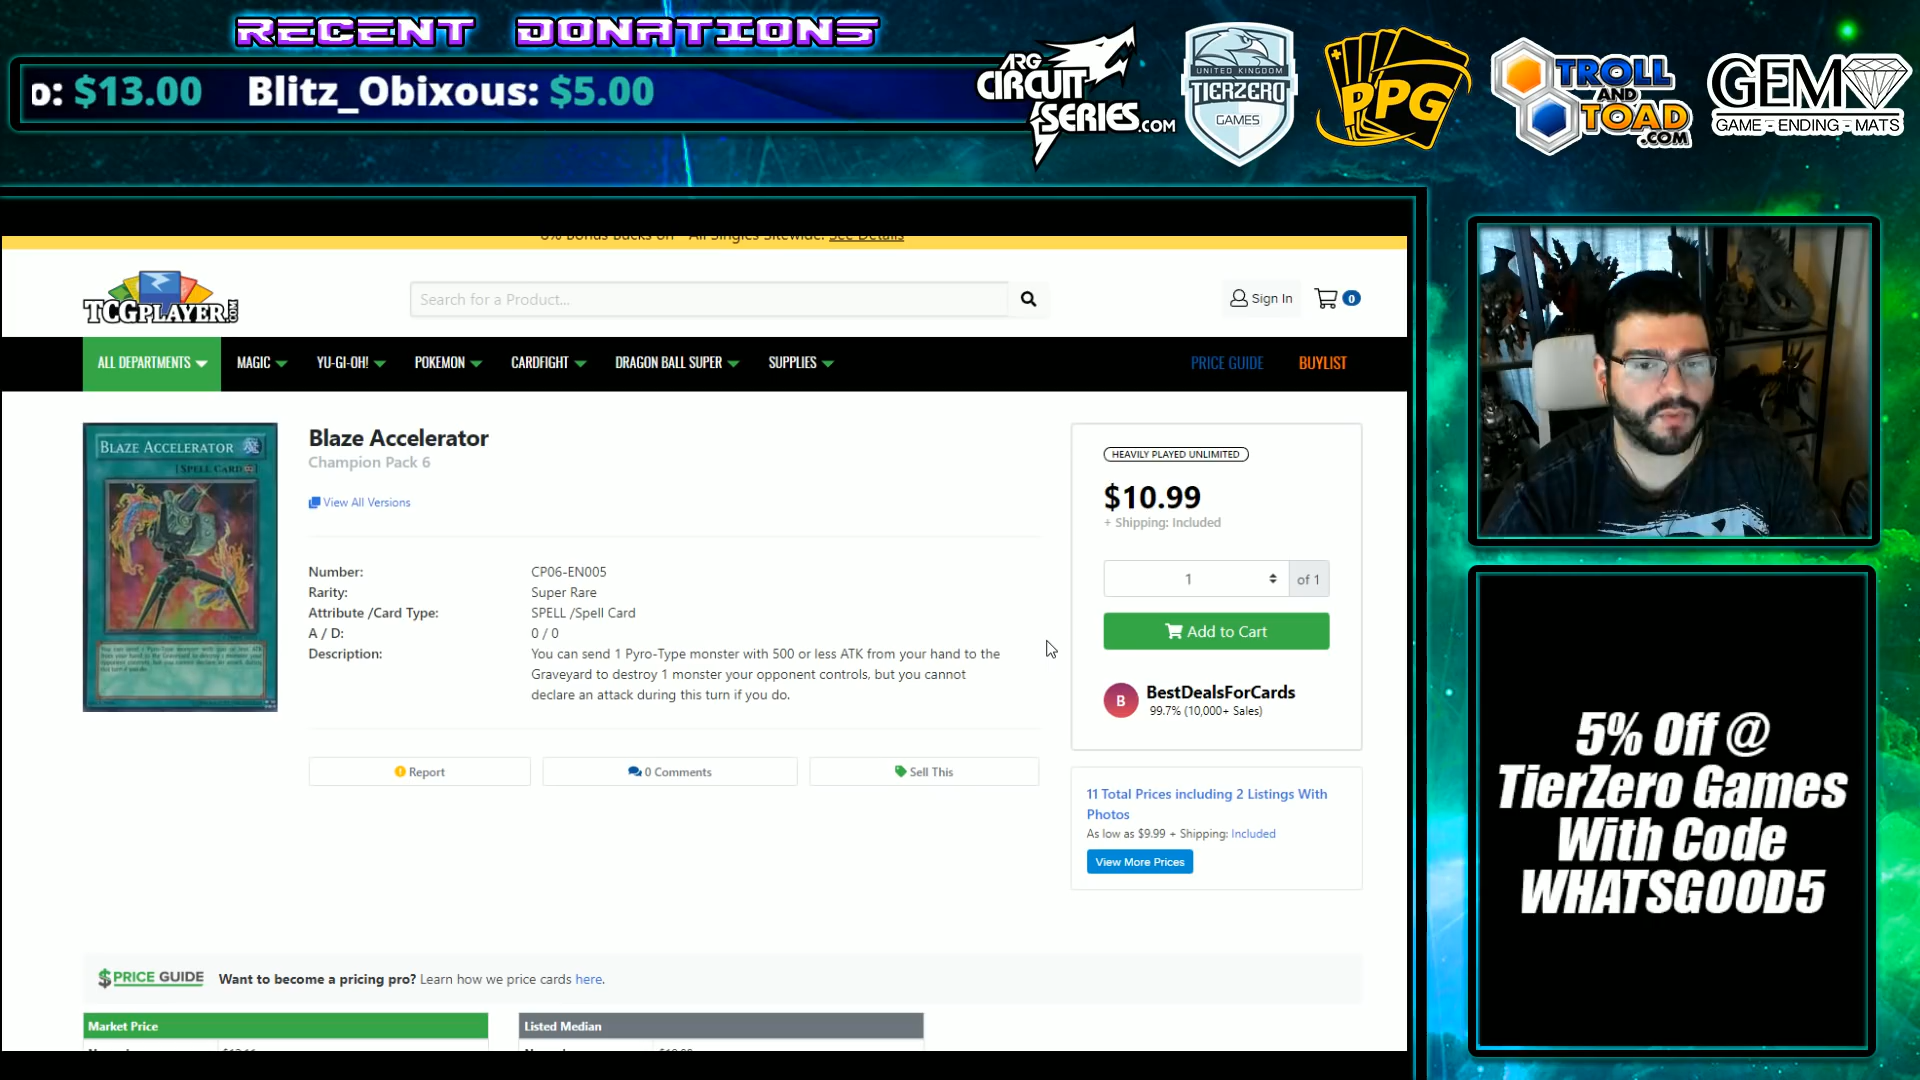 RECENT DONATIONS
o: $13.00 Blitz_Obixous: $5.00
ARG
CIRCUIT
SERIES.COM
UNITED KINGDOM
TIERZERO
GAMES
PPG
TROLL
AND
TOAD
.COM
GEM
GAME - ENDING - MATS
All Singles Sitewide. See Details
TCGPLAYER.COM
Search for a Product...
Sign In
0
ALL DEPARTMENTS
MAGIC
YU-GI-OH!
POKEMON
CARDFIGHT
DRAGON BALL SUPER
SUPPLIES
PRICE GUIDE
BUYLIST
BLAZE ACCELERATOR
[SPELL CARD]
Blaze Accelerator
Champion Pack 6
View All Versions
Number: CP06-EN005
Rarity: Super Rare
Attribute /Card Type: SPELL /Spell Card
A / D: 0 / 0
Description: You can send 1 Pyro-Type monster with 500 or less ATK from your hand to the
Graveyard to destroy 1 monster your opponent controls, but you cannot
declare an attack during this turn if you do.
Report
0 Comments
Sell This
HEAVILY PLAYED UNLIMITED
$10.99
+ Shipping: Included
1 of 1
Add to Cart
B
BestDealsForCards
99.7% (10,000+ Sales)
11 Total Prices including 2 Listings With
Photos
As low as $9.99 + Shipping: Included
View More Prices
$PRICE GUIDE Want to become a pricing pro? Learn how we price cards here.
Market Price
Listed Median
5% Off @
TierZero Games
With Code
WHATSGOOD5